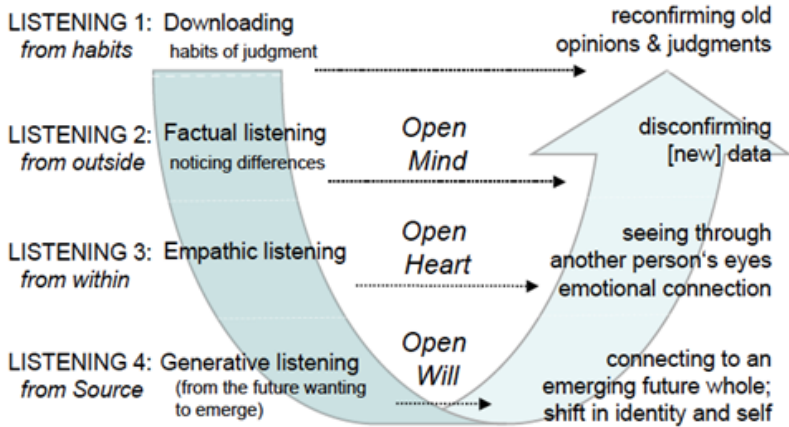 LISTENING 1: Downloading
from habits
habits of judgment
reconfirming old
opinions & judgments
LISTENING 2: Factual listening
from outside
noticing differences
Open
Mind
disconfirming
[new] data
LISTENING 3: Empathic listening
from within
Open
Heart
seeing through
another person's eyes
emotional connection
LISTENING 4: Generative listening
from Source
(from the future wanting
to emerge)
Open
Will
connecting to an
emerging future whole;
shift in identity and self